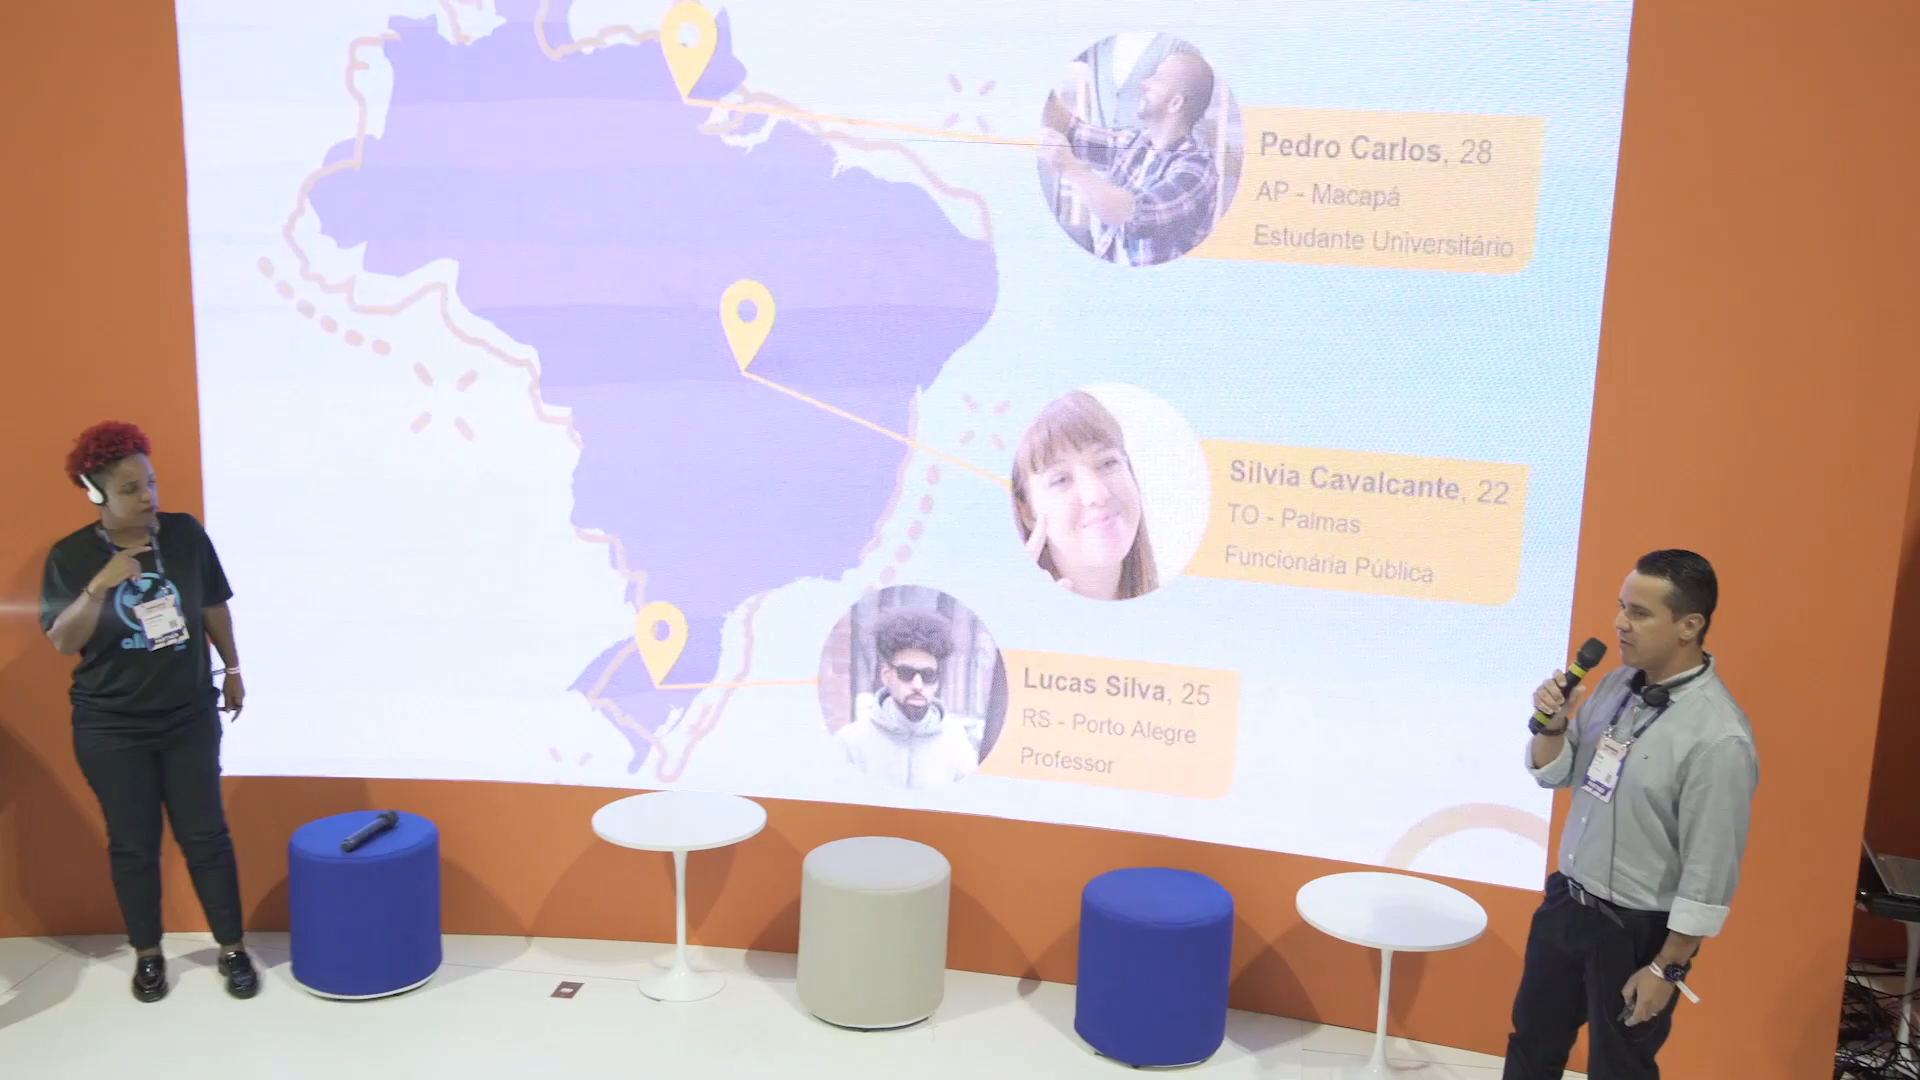 Pedro Carlos, 28
AP - Macapá
Estudante Universitário
Silvia Cavalcante, 22
TO - Palmas
Funcionária Pública
Lucas Silva, 25
RS - Porto Alegre
Professor